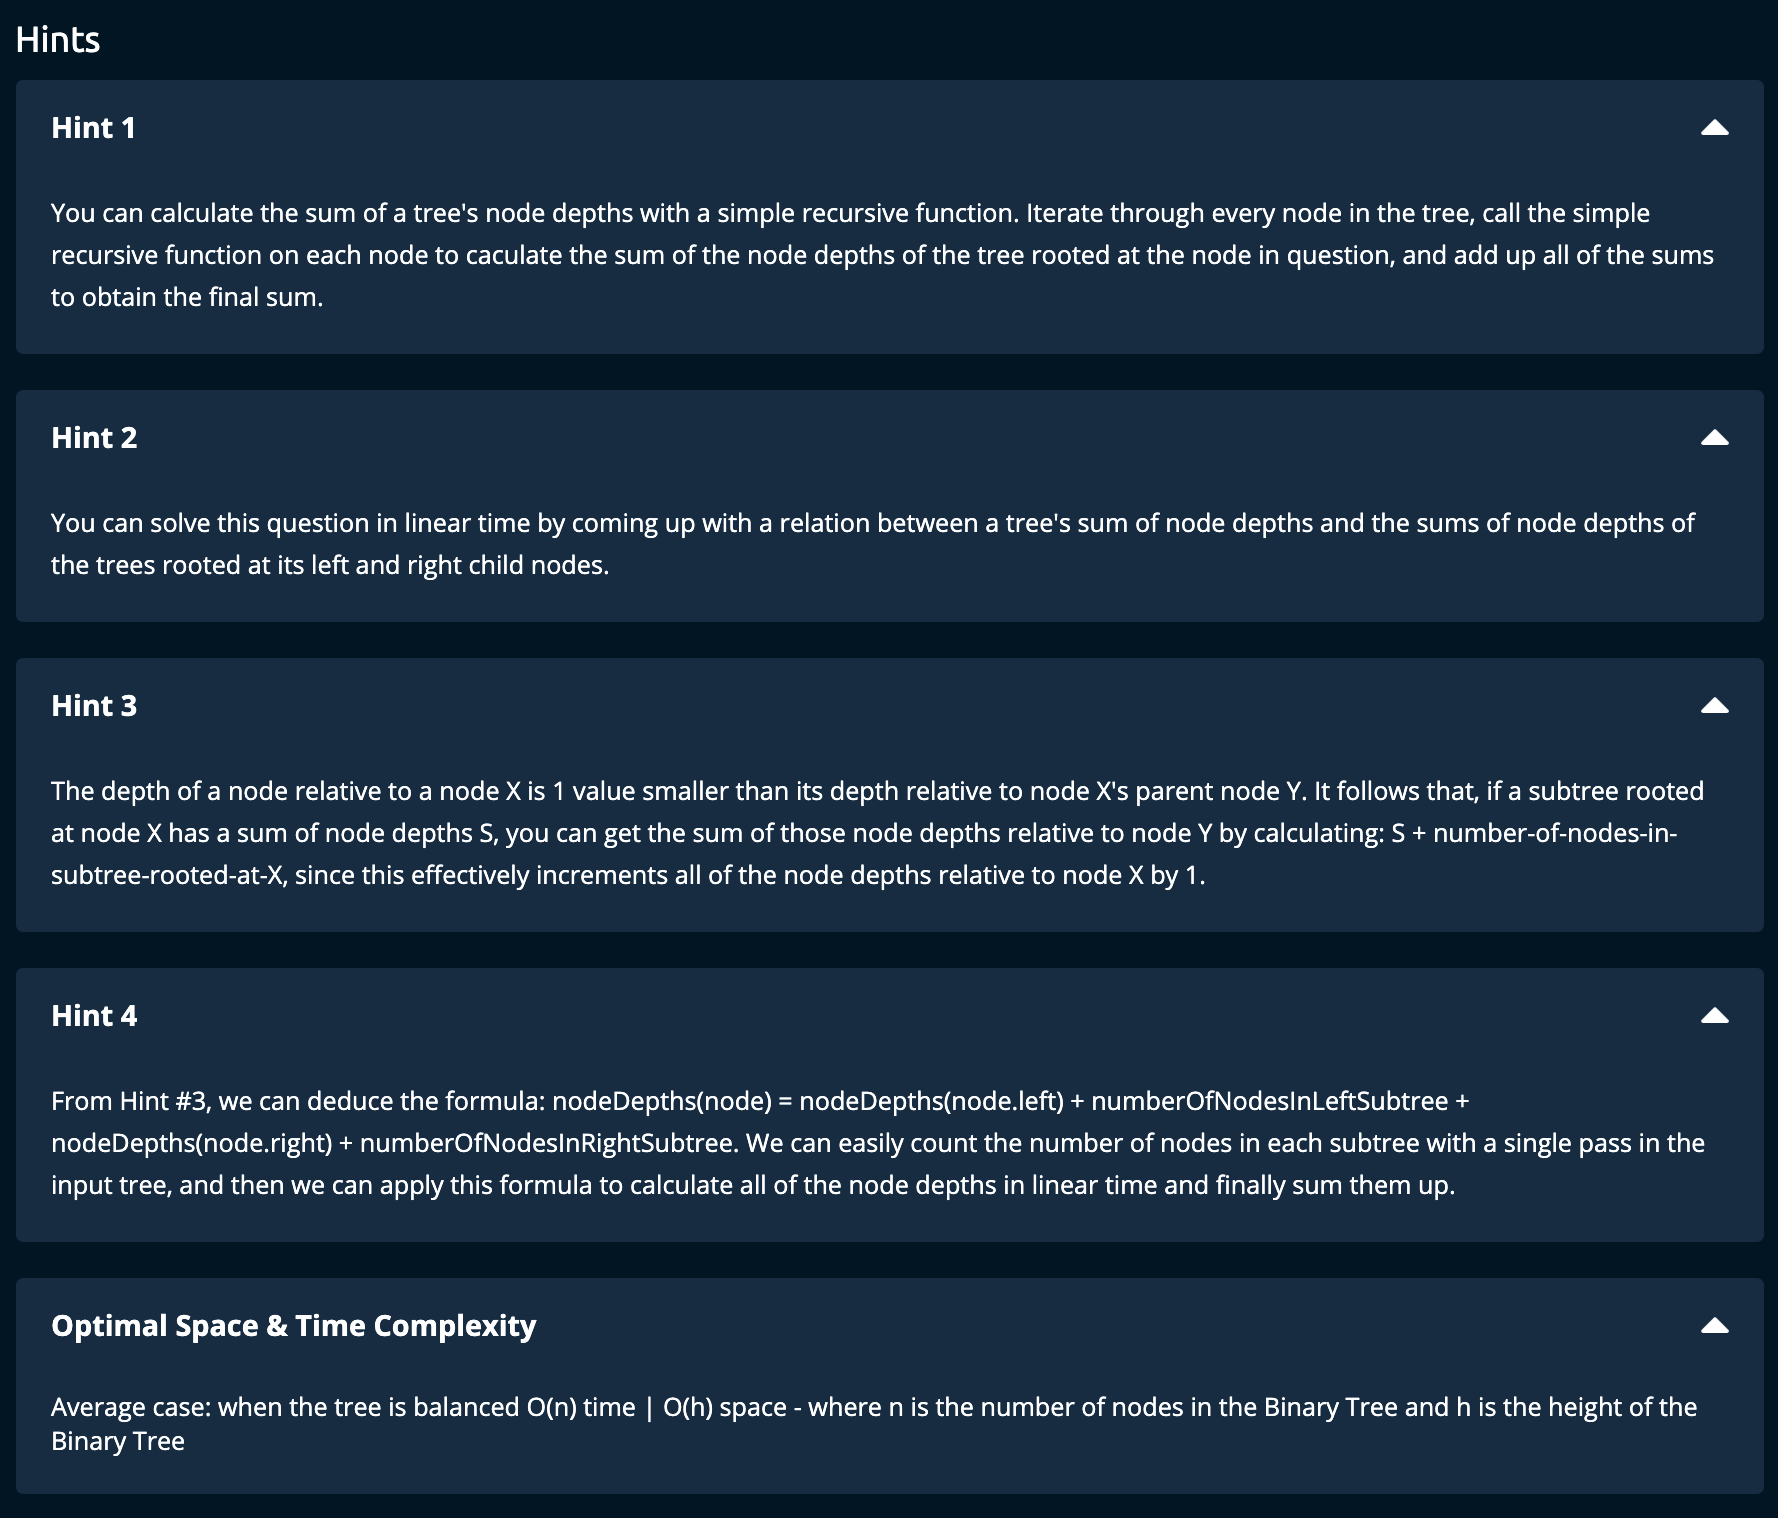 Hints
Hint 1
You can calculate the sum of a tree's node depths with a simple recursive function. Iterate through every node in the tree, call the simple
recursive function on each node to caculate the sum of the node depths of the tree rooted at the node in question, and add up all of the sums
to obtain the final sum.
Hint 2
You can solve this question in linear time by coming up with a relation between a tree's sum of node depths and the sums of node depths of
the trees rooted at its left and right child nodes.
Hint 3
The depth of a node relative to a node X is 1 value smaller than its depth relative to node X's parent node Y. It follows that, if a subtree rooted
at node X has a sum of node depths S, you can get the sum of those node depths relative to node Y by calculating: S + number-of-nodes-in-
subtree-rooted-at-X, since this effectively increments all of the node depths relative to node X by 1.
Hint 4
From Hint #3, we can deduce the formula: nodeDepths(node) = nodeDepths(node.left) + numberOfNodesInLeftSubtree +
nodeDepths(node.right) + numberOfNodesInRightSubtree. We can easily count the number of nodes in each subtree with a single pass in the
input tree, and then we can apply this formula to calculate all of the node depths in linear time and finally sum them up.
Optimal Space & Time Complexity
Average case: when the tree is balanced O(n) time | O(h) space - where n is the number of nodes in the Binary Tree and h is the height of the
Binary Tree